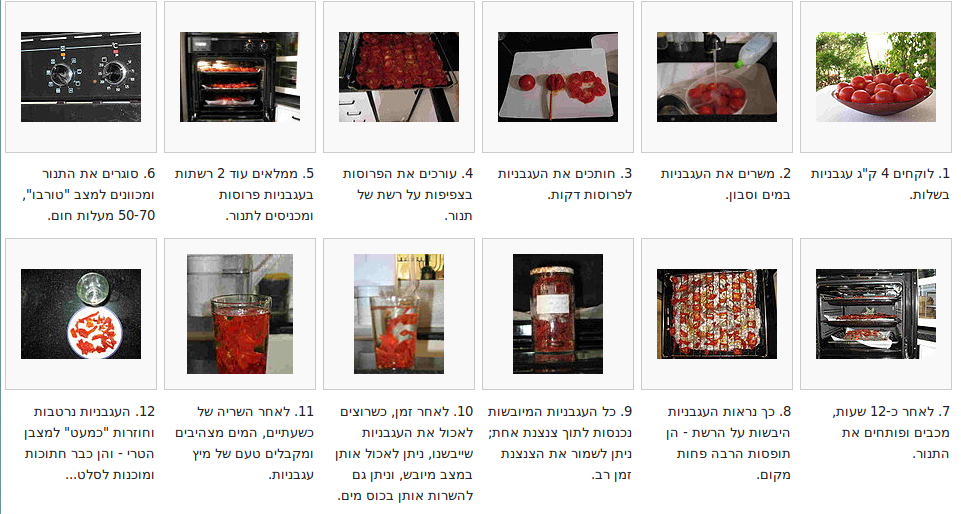 1. לוקחים 4 ק"ג עגבניות
בשלות.
2. משרים את העגבניות
במים וסבון.
3. חותכים את העגבניות
לפרוסות דקות.
4. עורכים את הפרוסות
בצפיפות על רשת של
תנור.
5. ממלאים עוד 2 רשתות
בעגבניות פרוסות
ומכניסים לתנור.
6. סוגרים את התנור
ומכוונים למצב "טורבו",
50-70 מעלות חום.
7. לאחר כ-12 שעות,
מכבים ופותחים את
התנור.
8. כך נראות העגבניות
היבשות על הרשת - הן
תופסות הרבה פחות
מקום.
9. כל העגבניות המיובשות
נכנסות לתוך צנצנת אחת;
ניתן לשמור את הצנצנת
זמן רב.
10. לאחר זמן, כשרוצים
לאכול את העגבניות
שייבשנו, ניתן לאכול אותן
במצב מיובש, וניתן גם
להשרות אותן בכוס מים.
11. לאחר השריה של
כשעתיים, המים מצהיבים
ומקבלים טעם של מיץ
עגבניות.
12. העגבניות נרטבות
וחוזרות "כמעט" למצבן
הטרי - והן כבר חתוכות
ומוכנות לסלט...